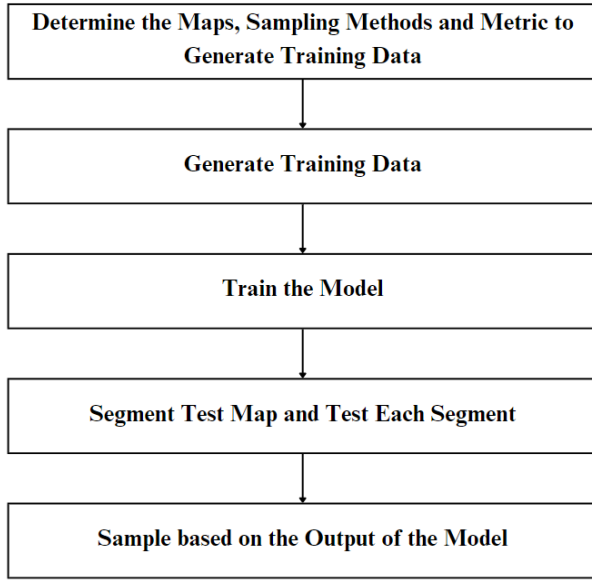 Determine the Maps, Sampling Methods and Metric to
Generate Training Data
Generate Training Data
Train the Model
Segment Test Map and Test Each Segment
Sample based on the Output of the Model